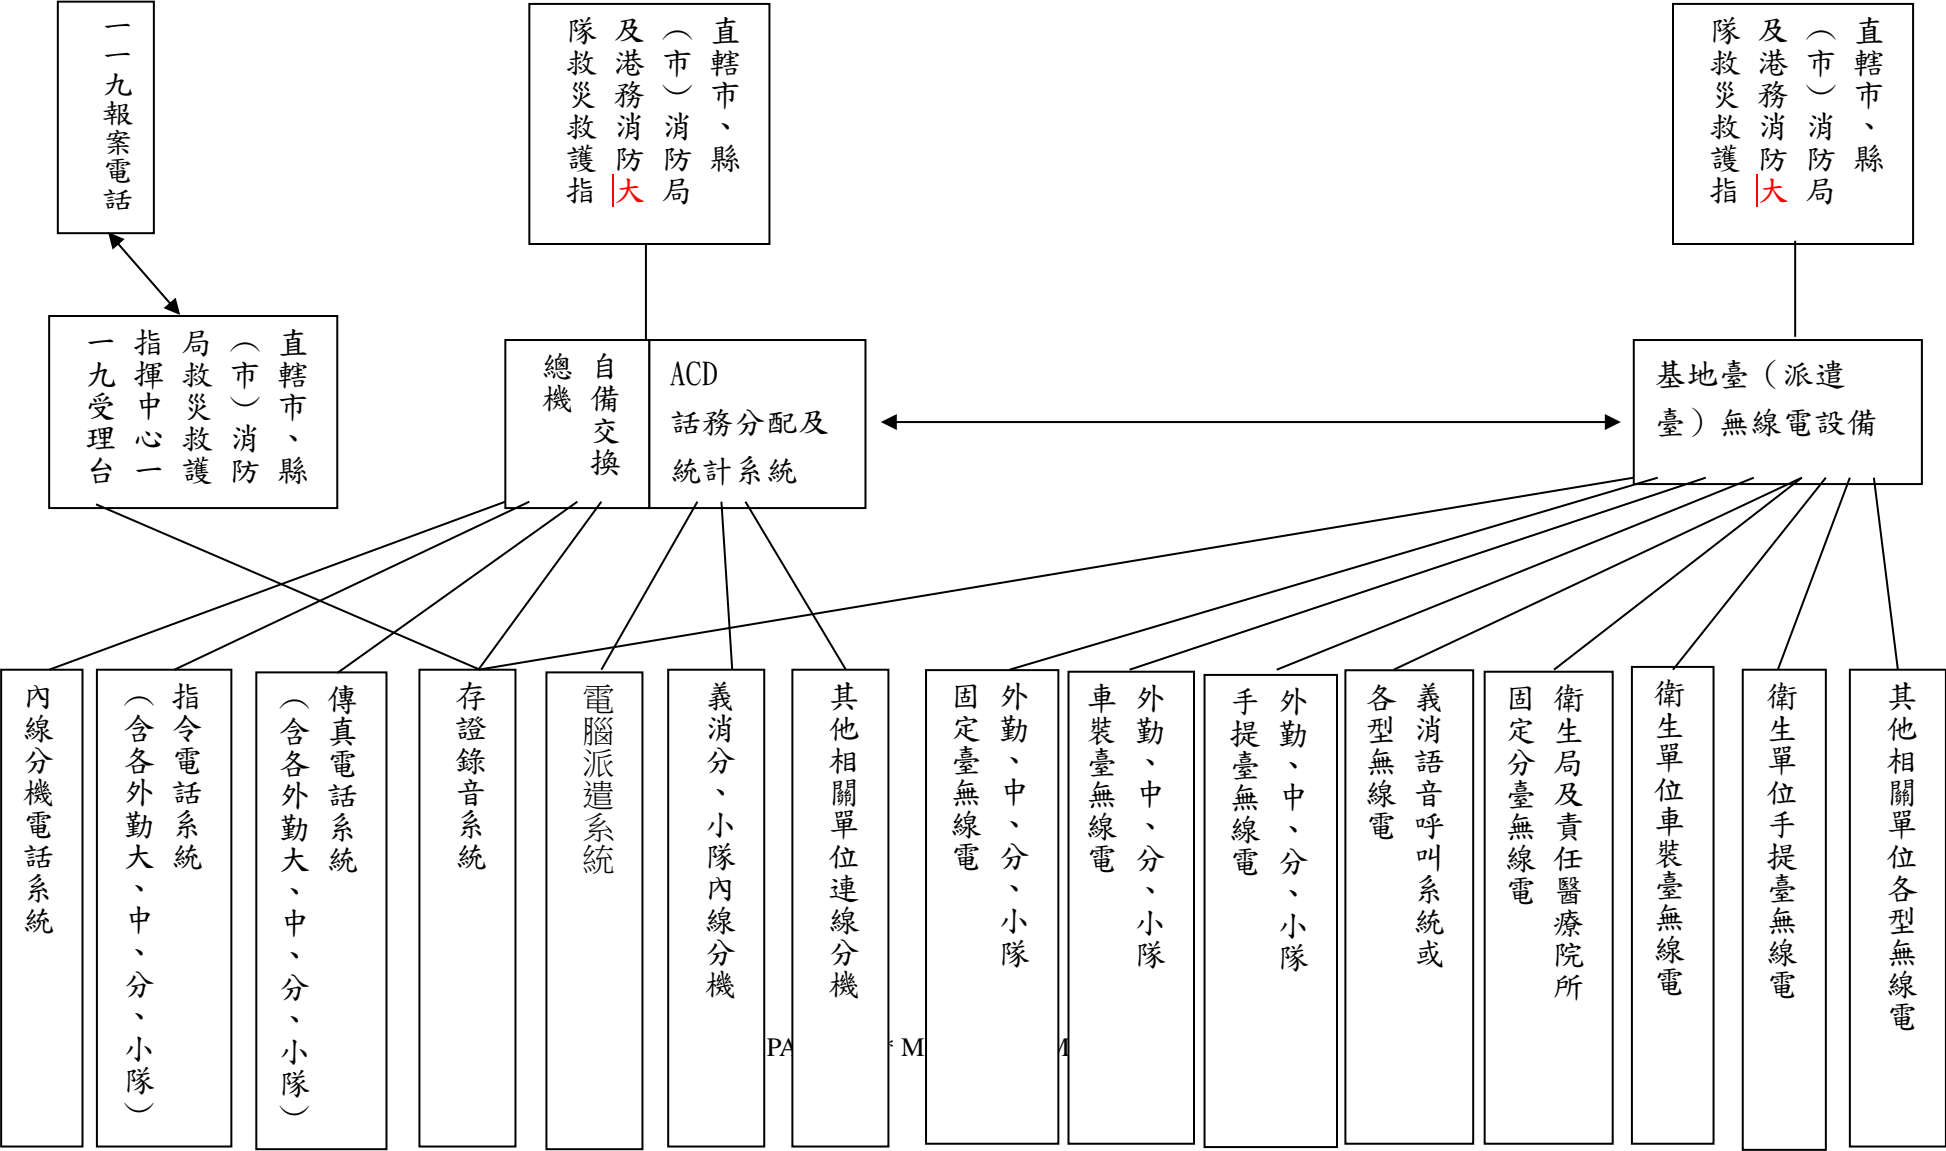 一一九報案電話
直轄市、縣
（市）消防局
及港務消防大
隊救災救護指
直轄市、縣
（市）消防局
及港務消防大
隊救災救護指
直轄市、縣
（市）消防
局救災救護
指揮中心一
一九受理台
自備交換
總機
ACD
話務分配及
統計系統
基地臺（派遣
臺）無線電設備
內線分機電話系統
指令電話系統
（含各外勤大、中、分、小隊）
傳真電話系統
（含各外勤大、中、分、小隊）
存證錄音系統
電腦派遣系統
義消分、小隊內線分機
其他相關單位連線分機
外勤、中、分、小隊
固定臺無線電
外勤、中、分、小隊
車裝臺無線電
外勤、中、分、小隊
手提臺無線電
義消語音呼叫系統或
各型無線電
衛生局及責任醫療院所
固定分臺無線電
衛生單位車裝臺無線電
衛生單位手提臺無線電
其他相關單位各型無線電